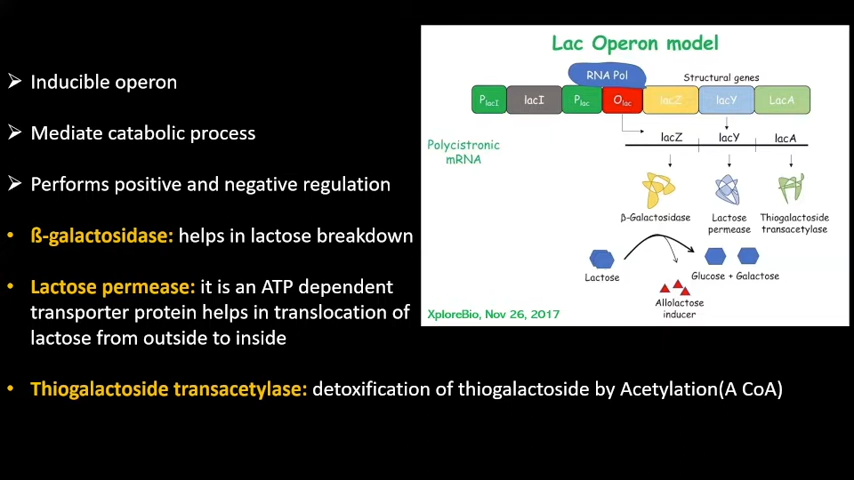 Inducible operon
Mediate catabolic process
Performs positive and negative regulation
ß-galactosidase: helps in lactose breakdown
Lactose permease: it is an ATP dependent
transporter protein helps in translocation of
lactose from outside to inside
Thiogalactoside transacetylase: detoxification of thiogalactoside by Acetylation(A CoA)
Lac Operon model
RNA Pol
Structural genes
PlacI lacI Plac Olac lacZ lacY LacA
Polycistronic
mRNA
lacZ lacY lacA
β-Galactosidase
Lactose
permease
Thiogalactoside
transacetylase
Lactose
Glucose + Galactose
Allolactose
inducer
XploreBio, Nov 26, 2017